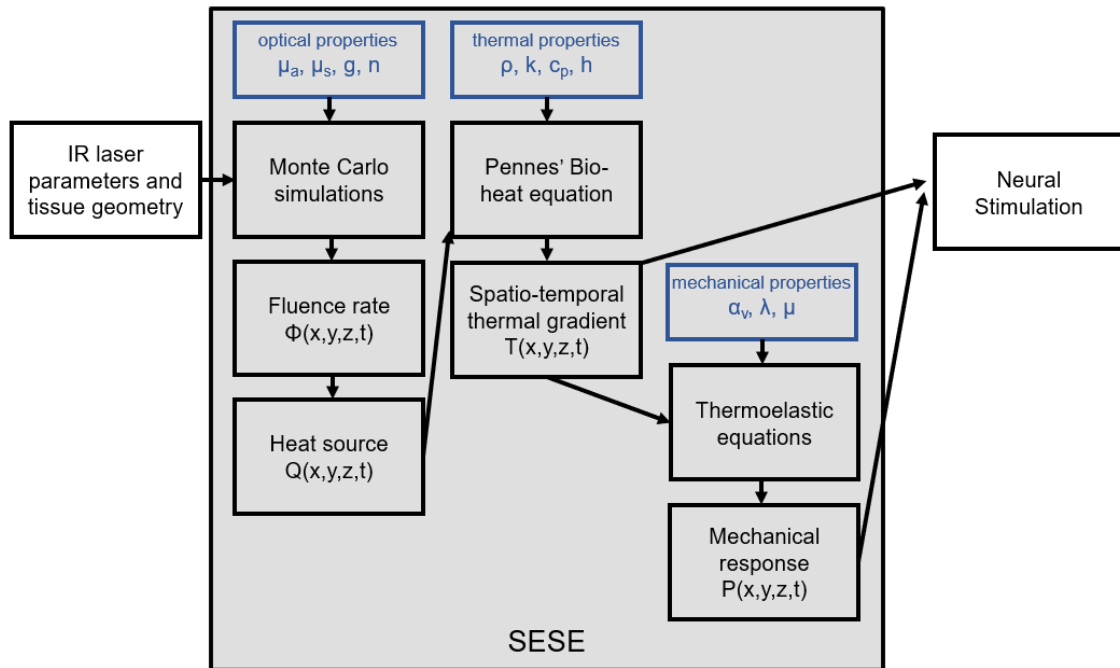 optical properties
μa, μs, g, n
thermal properties
ρ, k, cp, h
IR laser
parameters and
tissue geometry
Monte Carlo
simulations
Pennes’ Bio-
heat equation
Neural
Stimulation
Fluence rate
Φ(x,y,z,t)
Spatio-temporal
thermal gradient
T(x,y,z,t)
mechanical properties
αv, λ, μ
Heat source
Q(x,y,z,t)
Thermoelastic
equations
Mechanical
response
P(x,y,z,t)
SESE